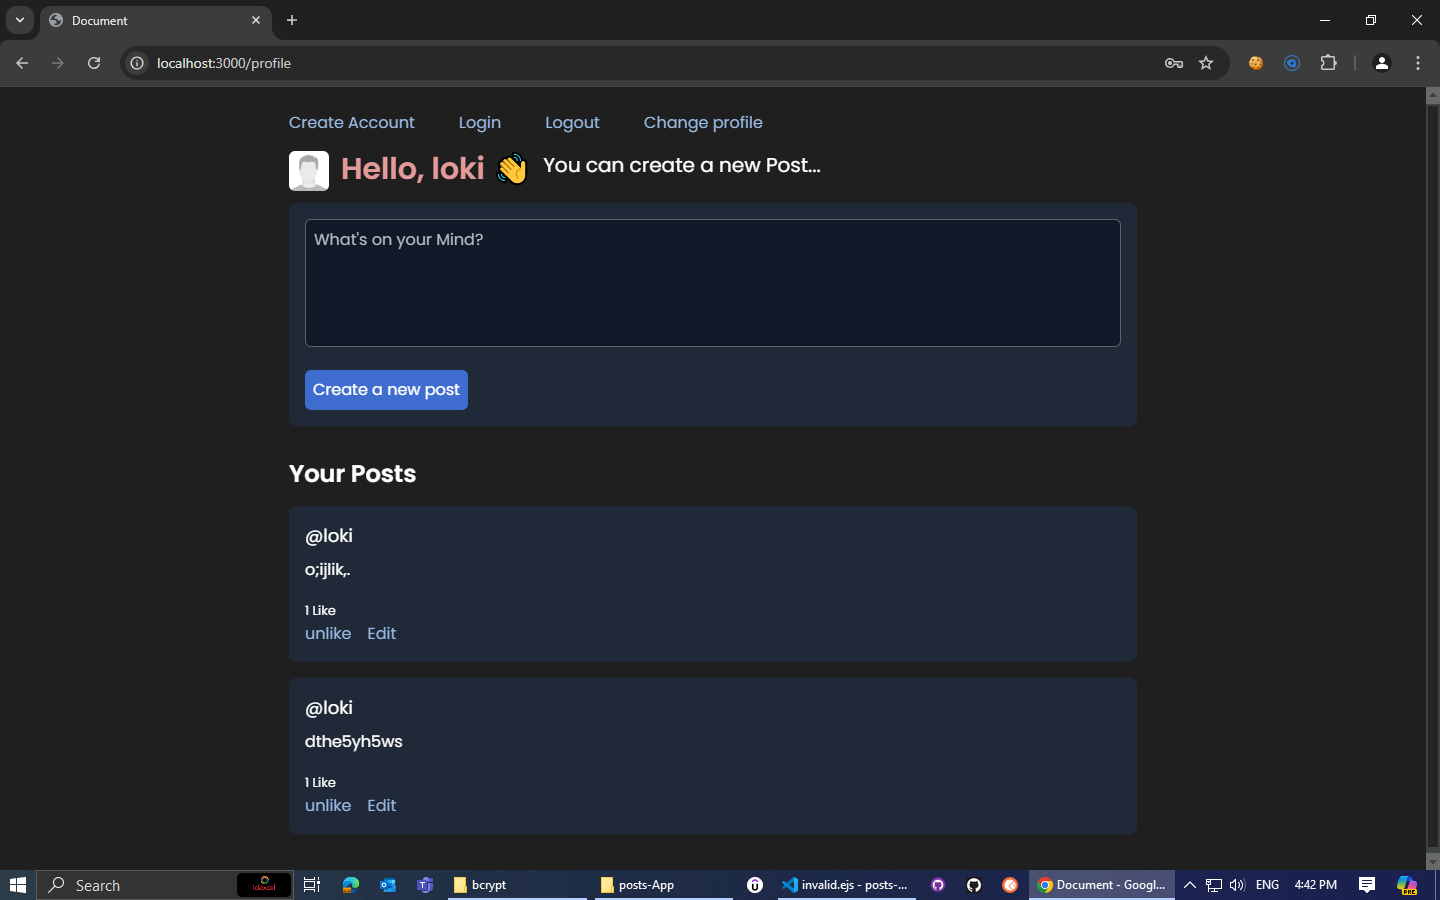 Document
localhost:3000/profile
Create Account Login Logout Change profile
Hello, loki 👋 You can create a new Post...
What's on your Mind?
Create a new post
Your Posts
@loki
o;ijlik,.
1 Like
unlike Edit
@loki
dthe5yh5ws
1 Like
unlike Edit
Search bcrypt posts-App invalid.ejs - posts-... Document - Googl... ENG 4:42 PM PRE